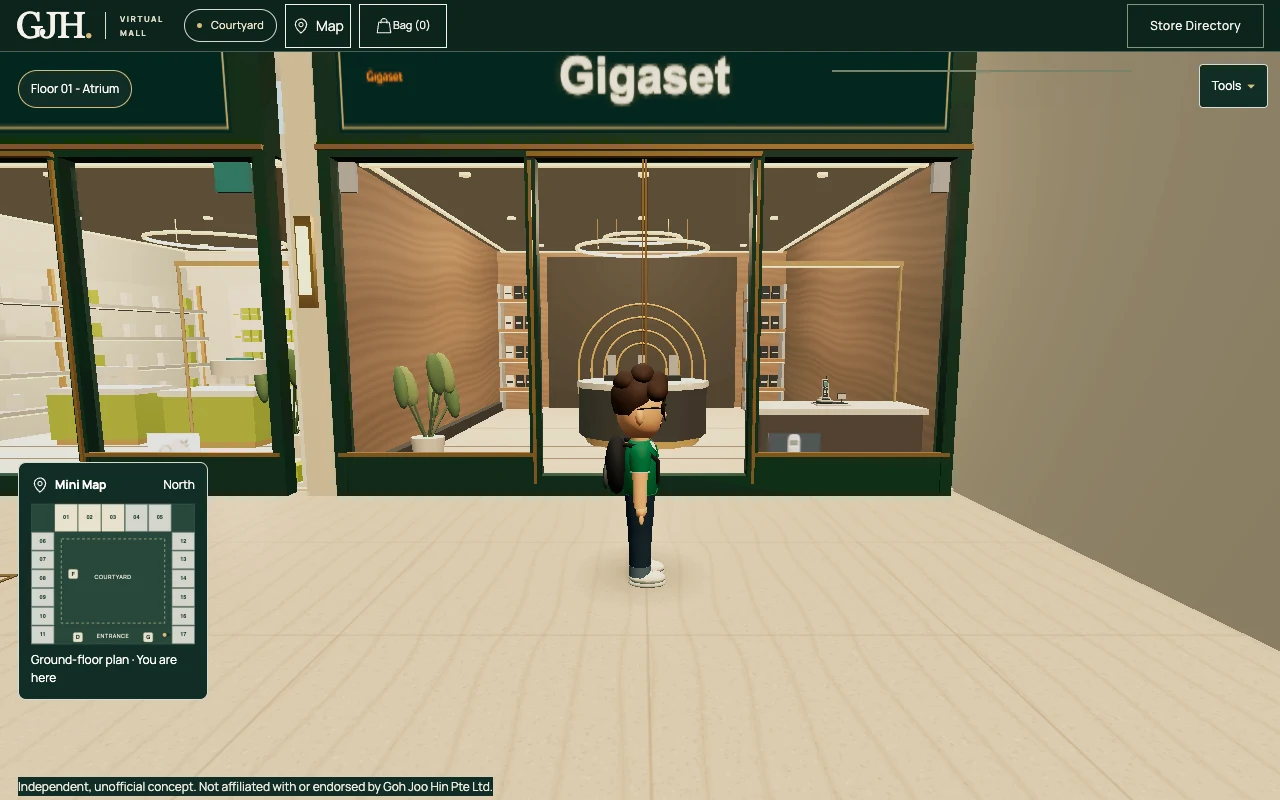 GJH.
VIRTUAL
MALL
Courtyard
Map
Bag (0)
Store Directory
Floor 01 - Atrium
Gigaset
Gigaset
Tools
Mini Map
North
01 02 03 04 05
06 12
07 13
F COURTYARD
08 14
09 15
10 16
11 D ENTRANCE G 17
Ground-floor plan · You are
here
Independent, unofficial concept. Not affiliated with or endorsed by Goh Joo Hin Pte Ltd.